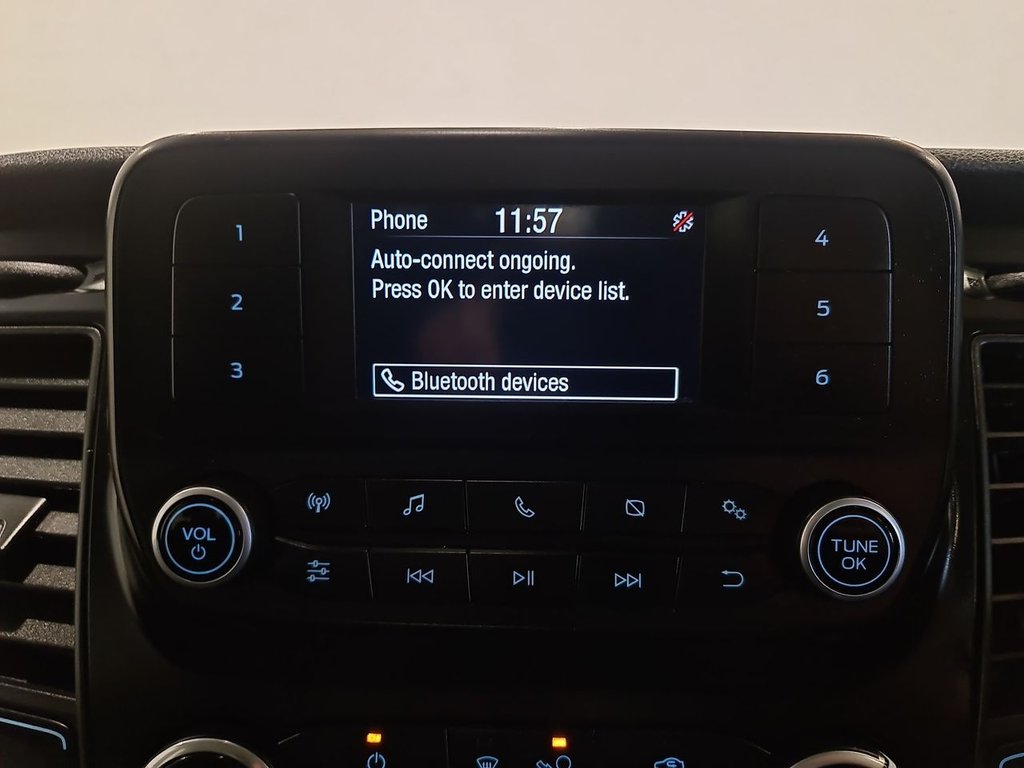 Phone 11:57
Auto-connect ongoing.
Press OK to enter device list.
Bluetooth devices
1
2
3
4
5
6
VOL
TUNE
OK